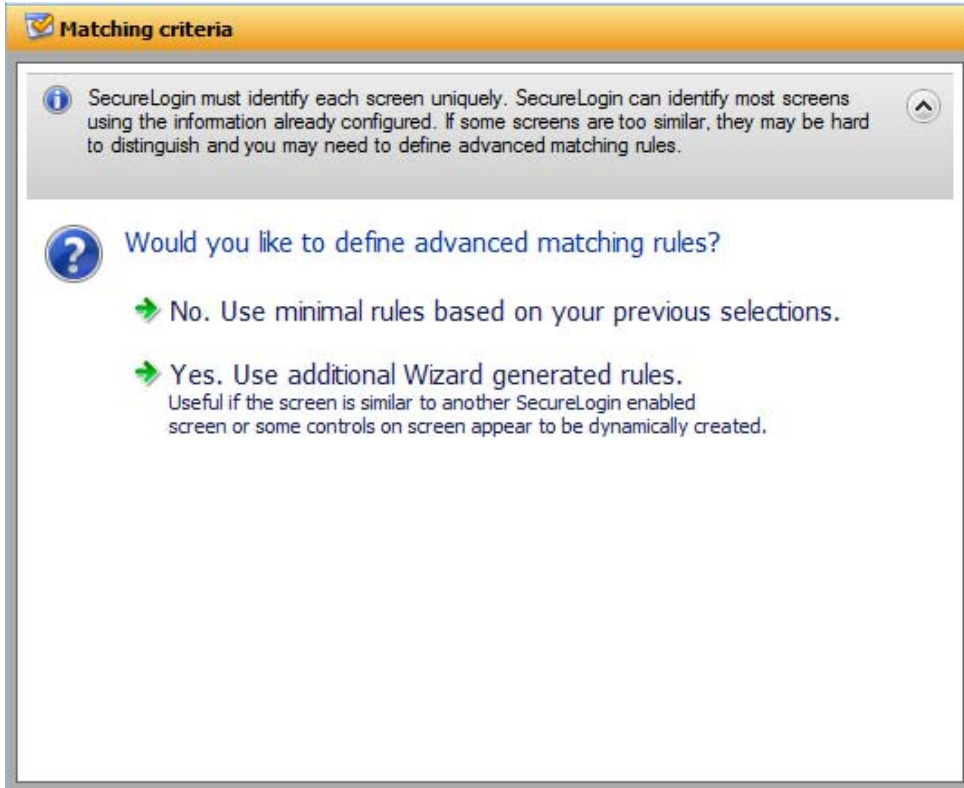 Matching criteria
SecureLogin must identify each screen uniquely. SecureLogin can identify most screens
using the information already configured. If some screens are too similar, they may be hard
to distinguish and you may need to define advanced matching rules.
Would you like to define advanced matching rules?
No. Use minimal rules based on your previous selections.
Yes. Use additional Wizard generated rules.
Useful if the screen is similar to another SecureLogin enabled
screen or some controls on screen appear to be dynamically created.